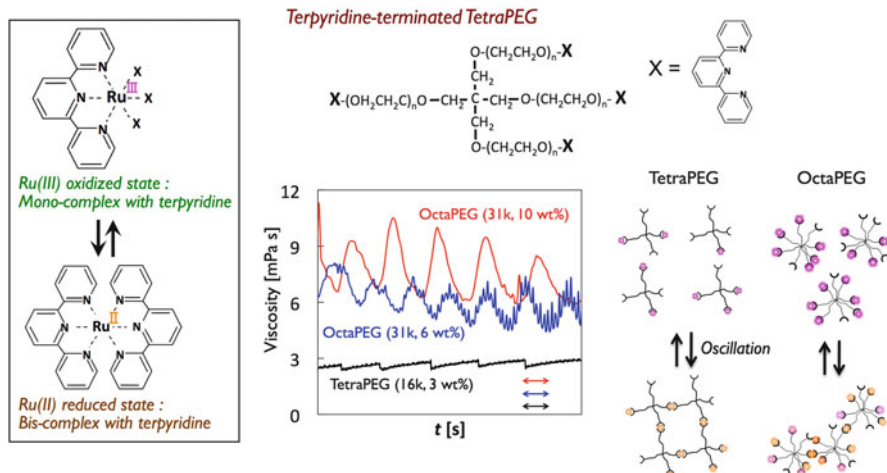 Terpyridine-terminated TetraPEG
N
N
N
X
III
Ru
X
X
Ru(III) oxidized state :
Mono-complex with terpyridine
N
N
N
II
Ru
N
N
N
Ru(II) reduced state :
Bis-complex with terpyridine
O-(CH₂CH₂O)ₙ-X
CH₂
X-(OH₂CH₂C)ₙO-CH₂-C-CH₂-O-(CH₂CH₂O)ₙ-X
CH₂
O-(CH₂CH₂O)ₙ-X
X =
N
N
N
Viscosity [mPa s]
12
9
6
3
0
OctaPEG (31k, 10 wt%)
OctaPEG (31k, 6 wt%)
TetraPEG (16k, 3 wt%)
t [s]
TetraPEG
OctaPEG
Oscillation